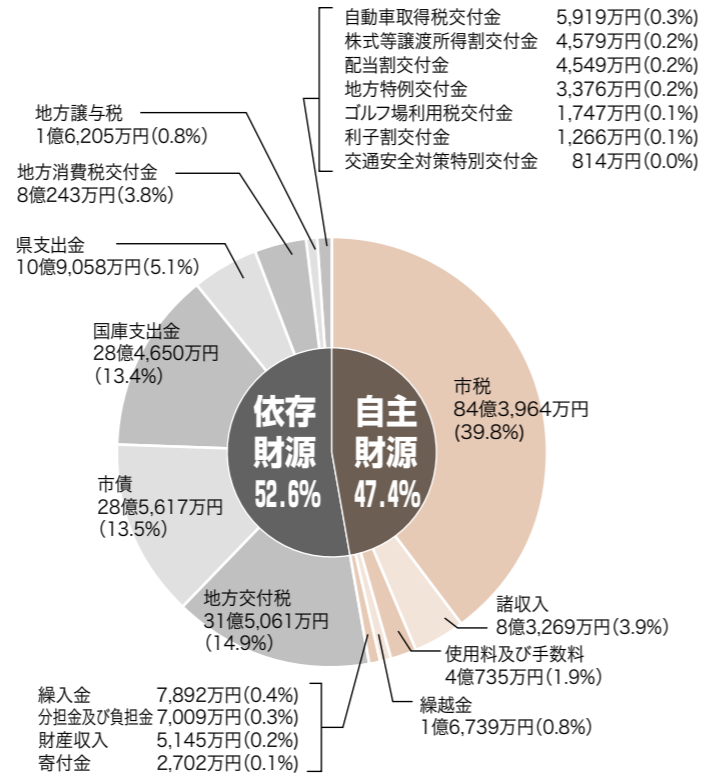 自動車取得税交付金 5,919万円(0.3%)
株式等譲渡所得割交付金 4,579万円(0.2%)
配当割交付金 4,549万円(0.2%)
地方特例交付金 3,376万円(0.2%)
ゴルフ場利用税交付金 1,747万円(0.1%)
利子割交付金 1,266万円(0.1%)
交通安全対策特別交付金 814万円(0.0%)
地方譲与税
1億6,205万円(0.8%)
地方消費税交付金
8億243万円(3.8%)
県支出金
10億9,058万円(5.1%)
国庫支出金
28億4,650万円
(13.4%)
市債
28億5,617万円
(13.5%)
地方交付税
31億5,061万円
(14.9%)
依存
財源
52.6%
自主
財源
47.4%
市税
84億3,964万円
(39.8%)
諸収入
8億3,269万円(3.9%)
使用料及び手数料
4億735万円(1.9%)
繰越金
1億6,739万円(0.8%)
繰入金 7,892万円(0.4%)
分担金及び負担金 7,009万円(0.3%)
財産収入 5,145万円(0.2%)
寄付金 2,702万円(0.1%)